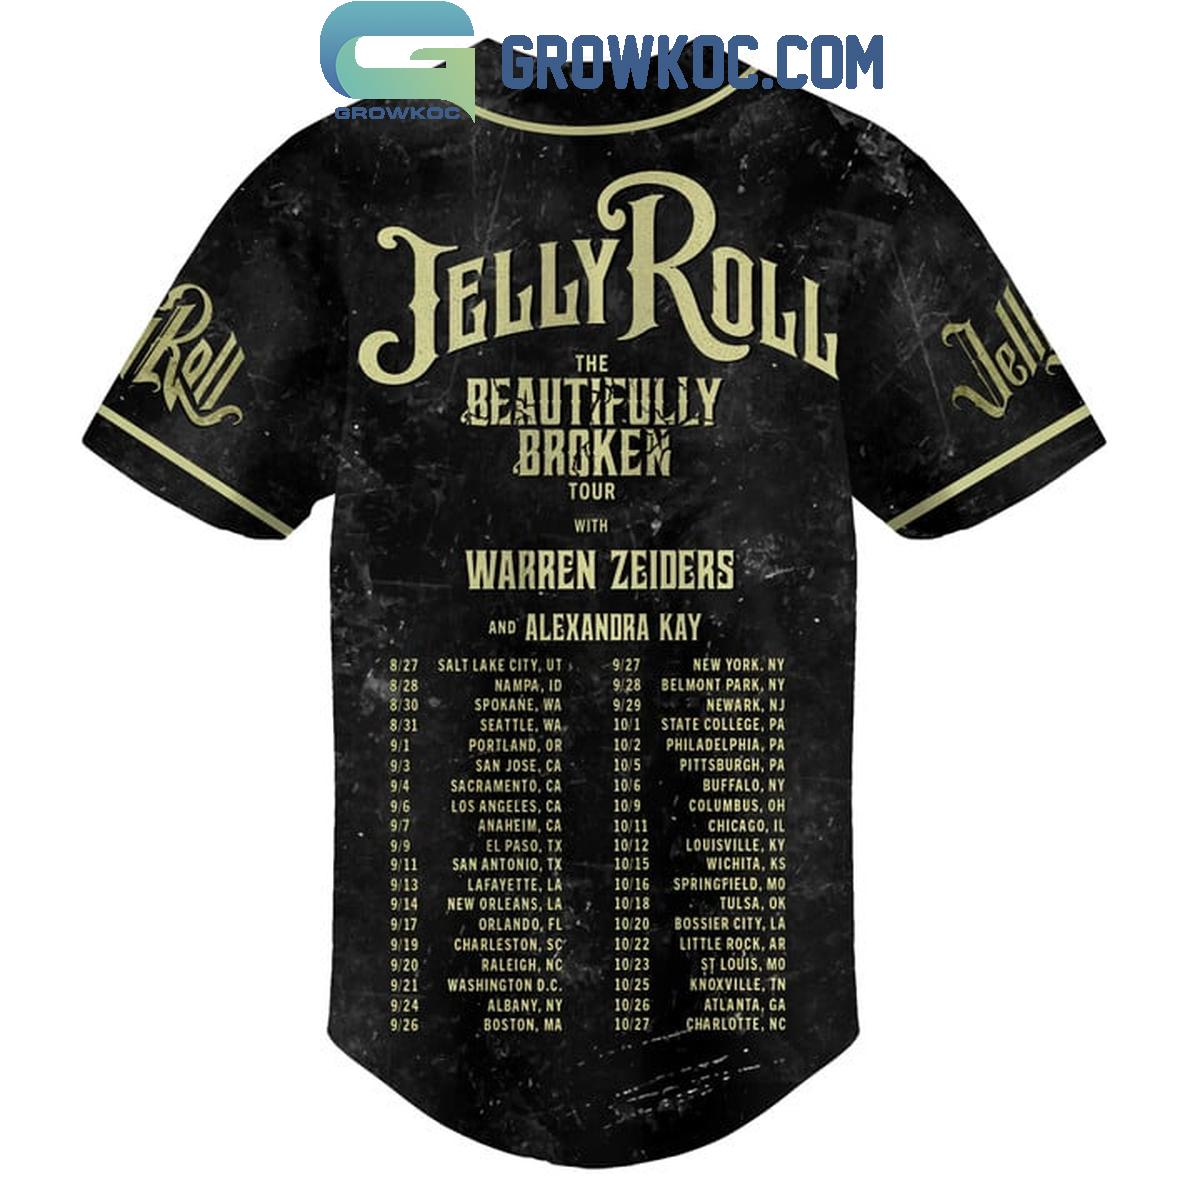 GROWKOC
GROWKOC.COM
JELLY ROLL
THE
BEAUTIFULLY
BROKEN
TOUR
WITH
WARREN ZEIDERS
AND ALEXANDRA KAY
Roll
Jelly
8/27 SALT LAKE CITY, UT
8/28 NAMPA, ID
8/30 SPOKANE, WA
8/31 SEATTLE, WA
9/1 PORTLAND, OR
9/3 SAN JOSE, CA
9/4 SACRAMENTO, CA
9/6 LOS ANGELES, CA
9/7 ANAHEIM, CA
9/9 EL PASO, TX
9/11 SAN ANTONIO, TX
9/13 LAFAYETTE, LA
9/14 NEW ORLEANS, LA
9/17 ORLANDO, FL
9/19 CHARLESTON, SC
9/20 RALEIGH, NC
9/21 WASHINGTON D.C.
9/24 ALBANY, NY
9/26 BOSTON, MA
9/27 NEW YORK, NY
9/28 BELMONT PARK, NY
9/29 NEWARK, NJ
10/1 STATE COLLEGE, PA
10/2 PHILADELPHIA, PA
10/5 PITTSBURGH, PA
10/6 BUFFALO, NY
10/9 COLUMBUS, OH
10/11 CHICAGO, IL
10/12 LOUISVILLE, KY
10/15 WICHITA, KS
10/16 SPRINGFIELD, MO
10/18 TULSA, OK
10/20 BOSSIER CITY, LA
10/22 LITTLE ROCK, AR
10/23 ST LOUIS, MO
10/25 KNOXVILLE, TN
10/26 ATLANTA, GA
10/27 CHARLOTTE, NC